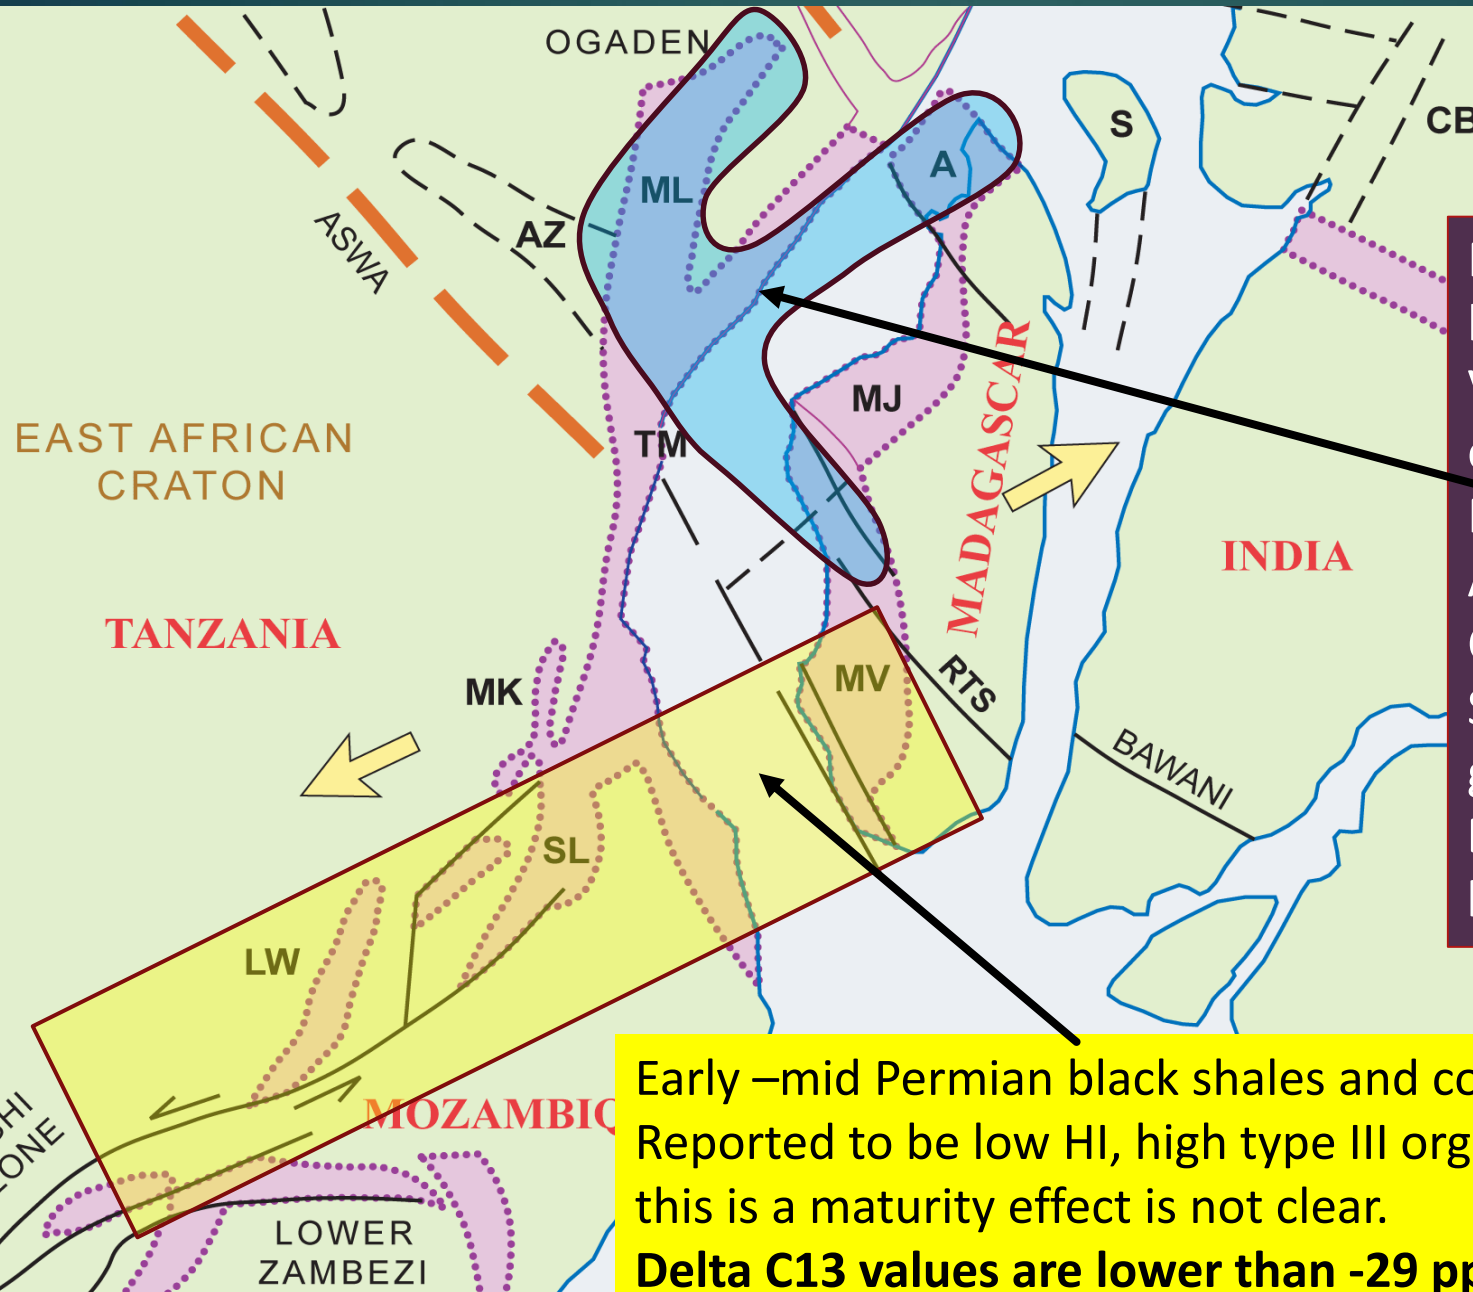 OGADEN
S
CB
A
ML
AZ
ASWA
MJ
MADAGASCAR
EAST AFRICAN
CRATON
TM
INDIA
TANZANIA
MK
MV
RTS
BAWANI
SL
LW
MOZAMBIQ
LOWER
ZAMBEZI
Early –mid Permian black shales and co
Reported to be low HI, high type III org
this is a maturity effect is not clear.
Delta C13 values are lower than -29 pp